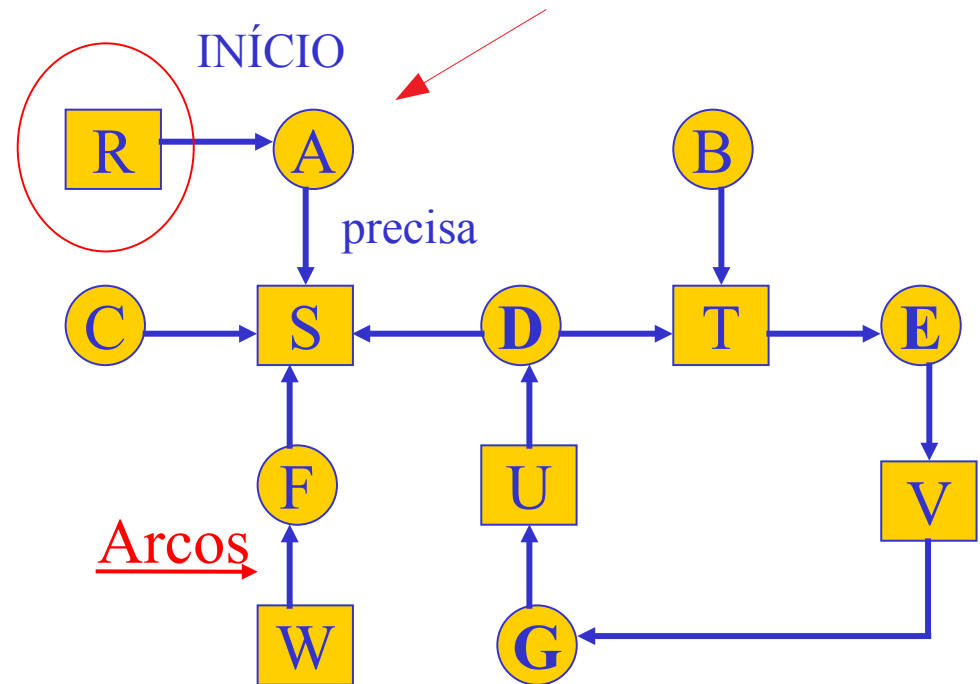 INÍCIO
R A B
precisa
C S D T E
F U V
Arcos
W G